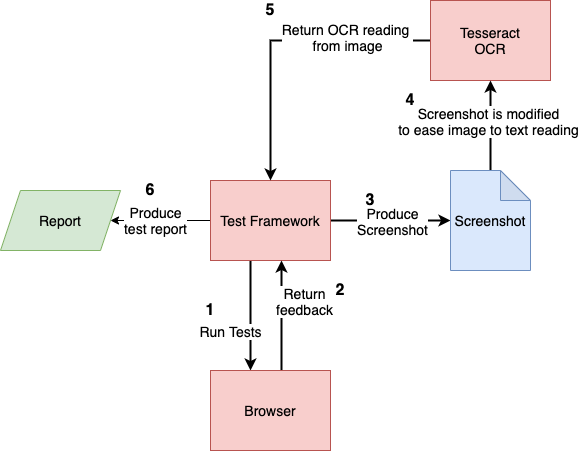 5
Return OCR reading
from image
Tesseract
OCR
4
Screenshot is modified
to ease image to text reading
6
Produce
test report
Report
Test Framework
3
Produce
Screenshot
Screenshot
1
Run Tests
Return
feedback
2
Browser